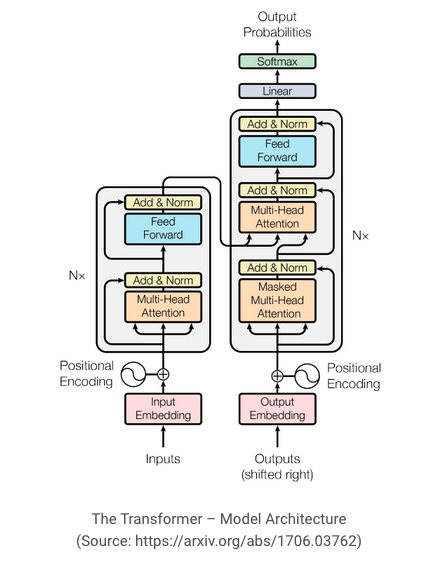 Output
Probabilities
Softmax
Linear
Add & Norm
Feed
Forward
Add & Norm
Multi-Head
Attention
Add & Norm
Masked
Multi-Head
Attention
Nx
Add & Norm
Feed
Forward
Add & Norm
Multi-Head
Attention
Nx
Positional
Encoding
Positional
Encoding
Input
Embedding
Output
Embedding
Inputs
Outputs
(shifted right)
The Transformer – Model Architecture
(Source: https://arxiv.org/abs/1706.03762)